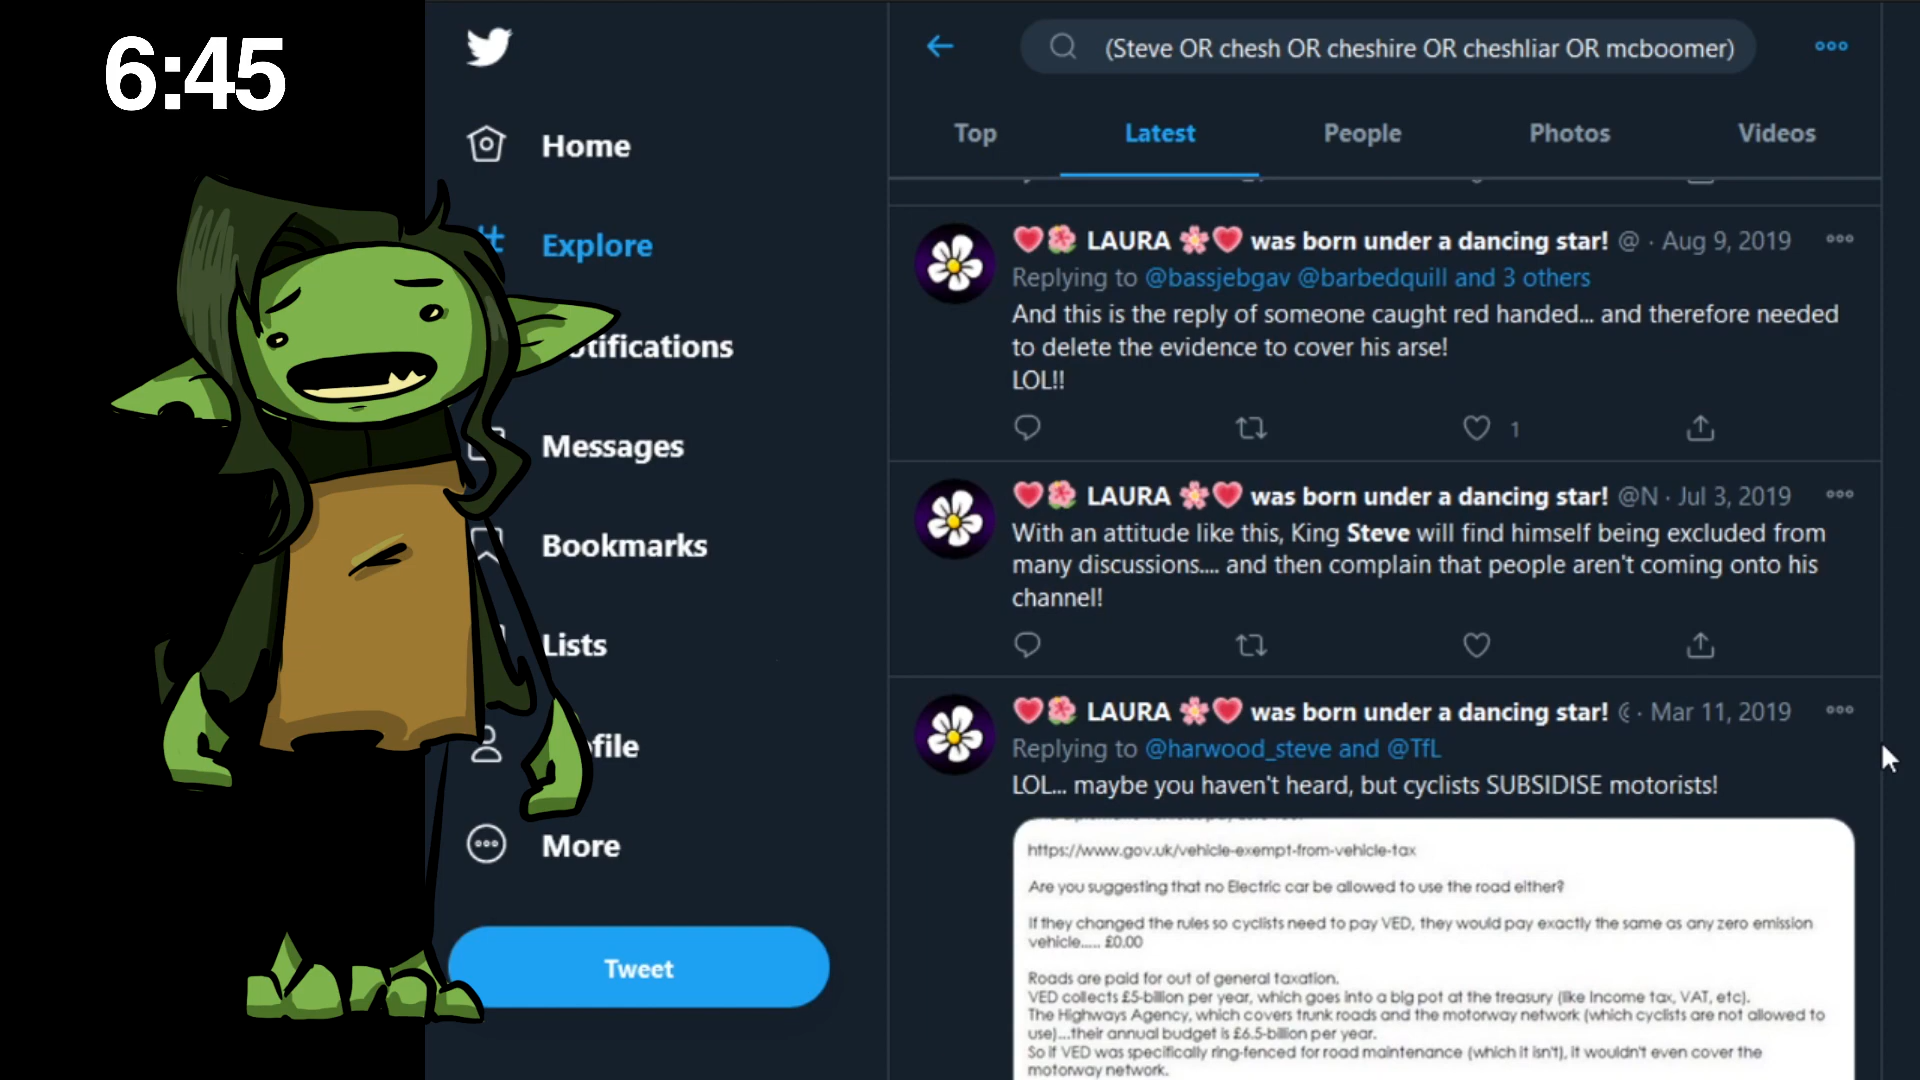 6:45
(Steve OR chesh OR cheshire OR cheshliar OR mcboomer)
Top
Latest
People
Photos
Videos
Home
Explore
otifications
Messages
Bookmarks
Lists
file
More
Tweet
LAURA was born under a dancing star! @ · Aug 9, 2019
Replying to @bassjebgav @barbedquill and 3 others
And this is the reply of someone caught red handed... and therefore needed
to delete the evidence to cover his arse!
LOL!!
1
LAURA was born under a dancing star! @N · Jul 3, 2019
With an attitude like this, King Steve will find himself being excluded from
many discussions.... and then complain that people aren't coming onto his
channel!
LAURA was born under a dancing star! · Mar 11, 2019
Replying to @harwood_steve and @TfL
LOL... maybe you haven't heard, but cyclists SUBSIDISE motorists!
https://www.gov.uk/vehicle-exempt-from-vehicle-tax
Are you suggesting that no Electric car be allowed to use the road either?
If they changed the rules so cyclists need to pay VED, they would pay exactly the same as any zero emission
vehicle..... £0.00
Roads are paid for out of general taxation.
VED collects £5-billion per year, which goes into a big pot at the treasury (like Income tax, VAT, etc).
The Highways Agency, which covers trunk roads and the motorway network (which cyclists are not allowed to
use)....their annual budget is £6.5-billion per year.
So if VED was specifically ring-fenced for road maintenance (which it isn't), it wouldn't even cover the
motorway network.